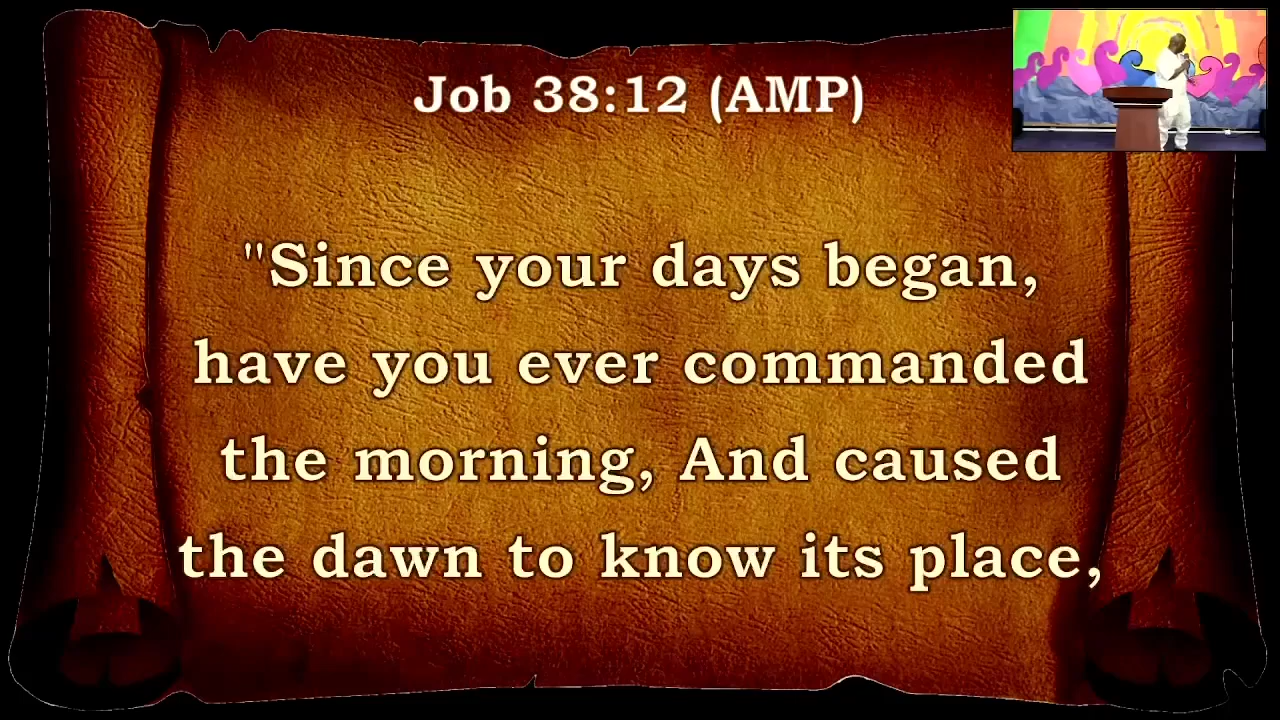 Job 38:12 (AMP)
"Since your days began,
have you ever commanded
the morning, And caused
the dawn to know its place,